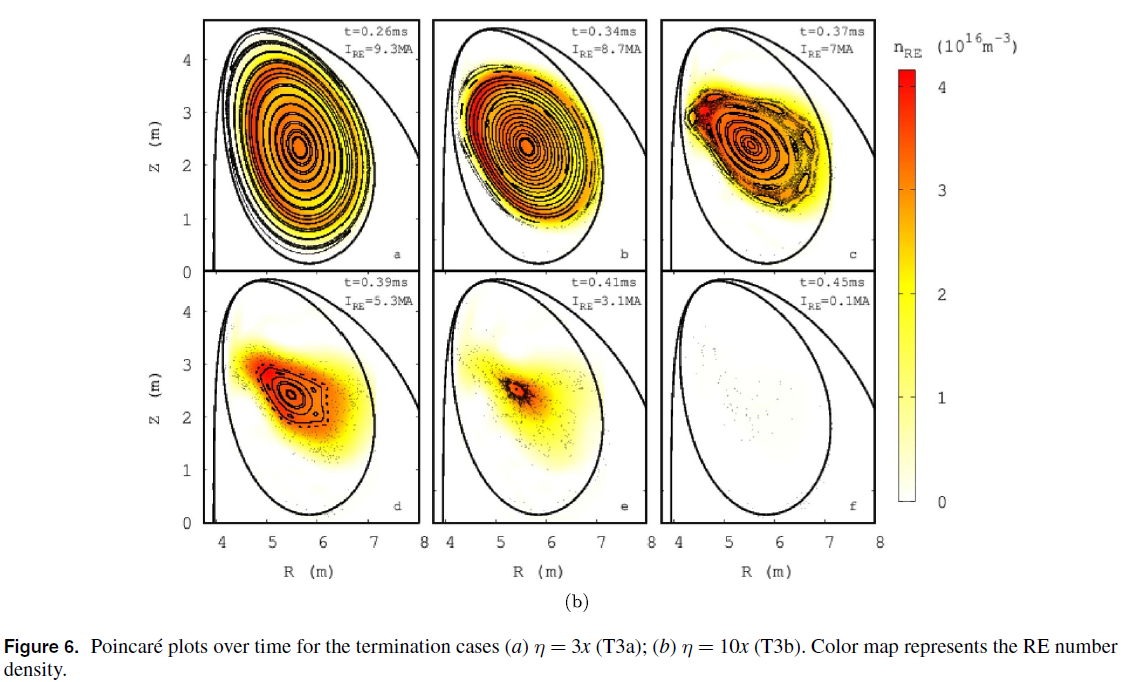 t=0.26ms
I_RE=9.3MA
t=0.34ms
I_RE=8.7MA
t=0.37ms
I_RE=7MA
n_RE (10^16 m^-3)
4
3
2
1
0
Z (m)
a
b
c
4
3
2
1
0
t=0.39ms
I_RE=5.3MA
t=0.41ms
I_RE=3.1MA
t=0.45ms
I_RE=0.1MA
4
3
2
1
0
Z (m)
d
e
f
4 5 6 7 8
4 5 6 7 8
4 5 6 7 8
R (m)
R (m)
R (m)
(b)
Figure 6. Poincaré plots over time for the termination cases (a) η = 3x (T3a); (b) η = 10x (T3b). Color map represents the RE number
density.